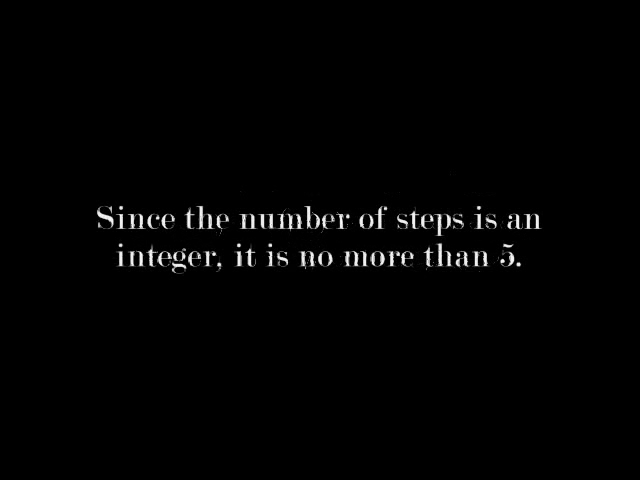 Since the number of steps is an
integer, it is no more than 5.